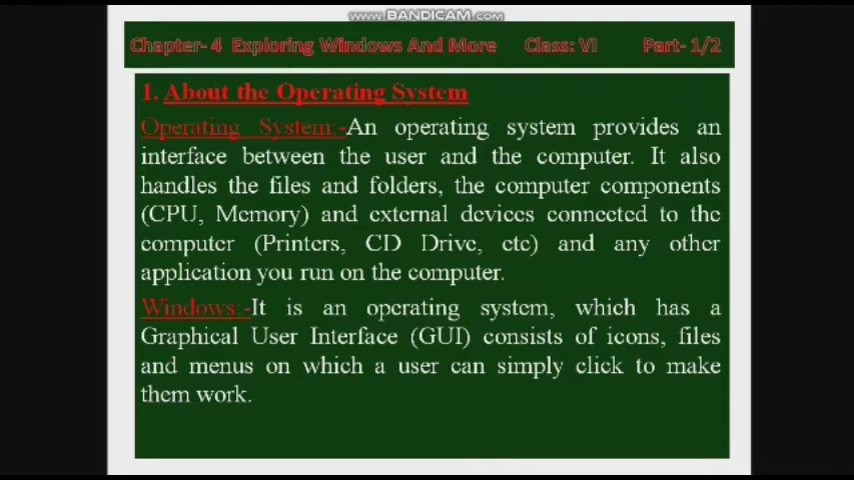 www.BANDICAM.com
Chapter- 4 Exploring Windows And More Class: VI Part- 1/2
1. About the Operating System
Operating System:-An operating system provides an
interface between the user and the computer. It also
handles the files and folders, the computer components
(CPU, Memory) and external devices connected to the
computer (Printers, CD Drive, etc) and any other
application you run on the computer.
Windows:-It is an operating system, which has a
Graphical User Interface (GUI) consists of icons, files
and menus on which a user can simply click to make
them work.